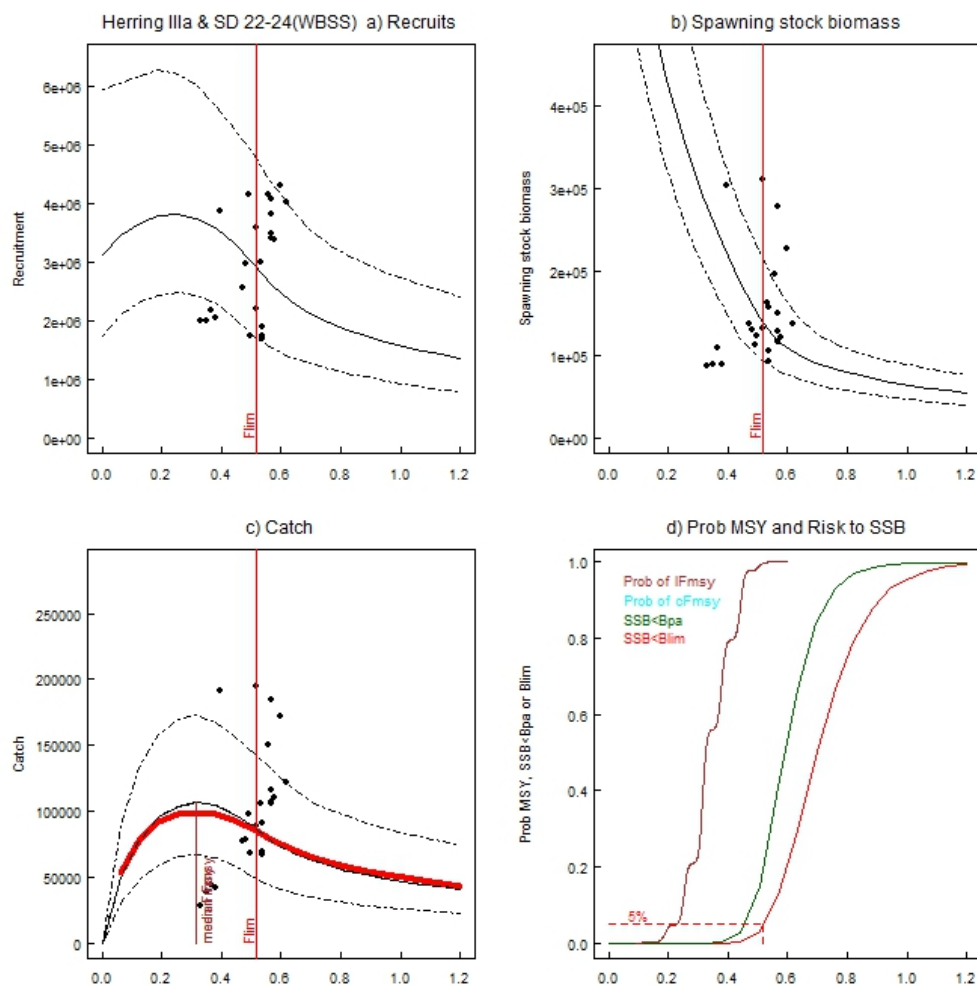 Herring IIIa & SD 22-24(WBSS) a) Recruits
Recruitment
6e+06
5e+06
4e+06
3e+06
2e+06
1e+06
0e+00
Flim
0.0 0.2 0.4 0.6 0.8 1.0 1.2
b) Spawning stock biomass
Spawning stock biomass
4e+05
3e+05
2e+05
1e+05
0e+00
Flim
0.0 0.2 0.4 0.6 0.8 1.0 1.2
c) Catch
Catch
250000
200000
150000
100000
50000
0
Flim
0.0 0.2 0.4 0.6 0.8 1.0 1.2
d) Prob MSY and Risk to SSB
Prob MSY, SSB<Bpa or Blim
1.0
0.8
0.6
0.4
0.2
0.0
Prob of lFmsy
Prob of oFmsy
SSB<Bpa
SSB<Blim
5%
0.0 0.2 0.4 0.6 0.8 1.0 1.2